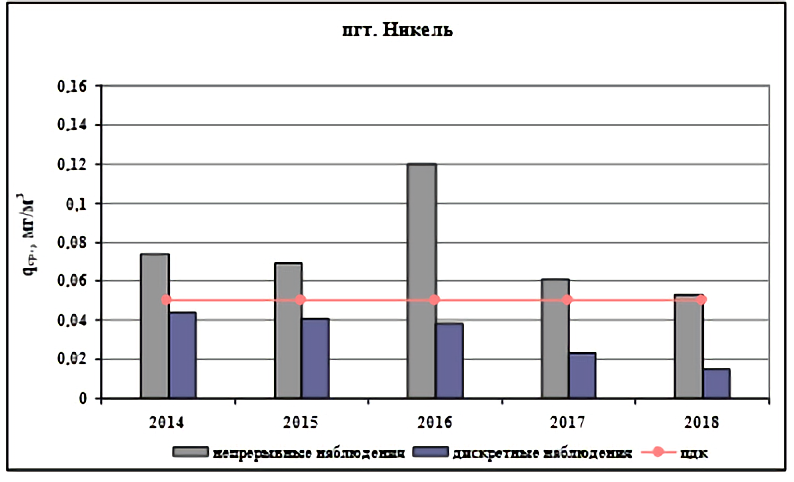 пгт. Никель
0,16
0,14
0,12
0,1
0,08
0,06
0,04
0,02
0
qср., мг/м³
2014 2015 2016 2017 2018
непрерывные наблюдения дискретные наблюдения пдк